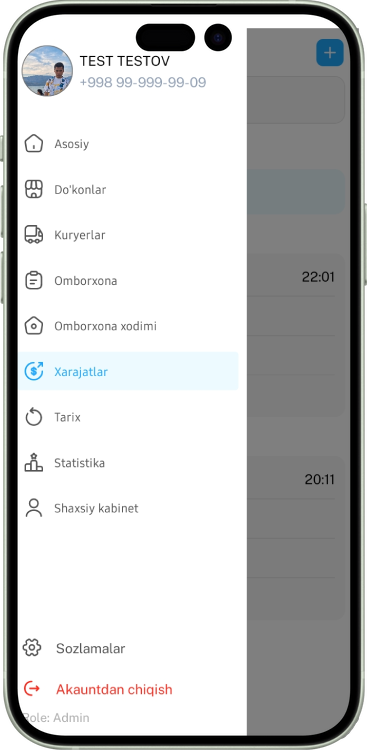 TEST TESTOV
+998 99-999-99-09
Asosiy
Do'konlar
Kuryerlar
22:01
Omborxona
Omborxona xodimi
Xarajatlar
Tarix
Statistika
20:11
Shaxsiy kabinet
Sozlamalar
Akauntdan chiqish
Role: Admin